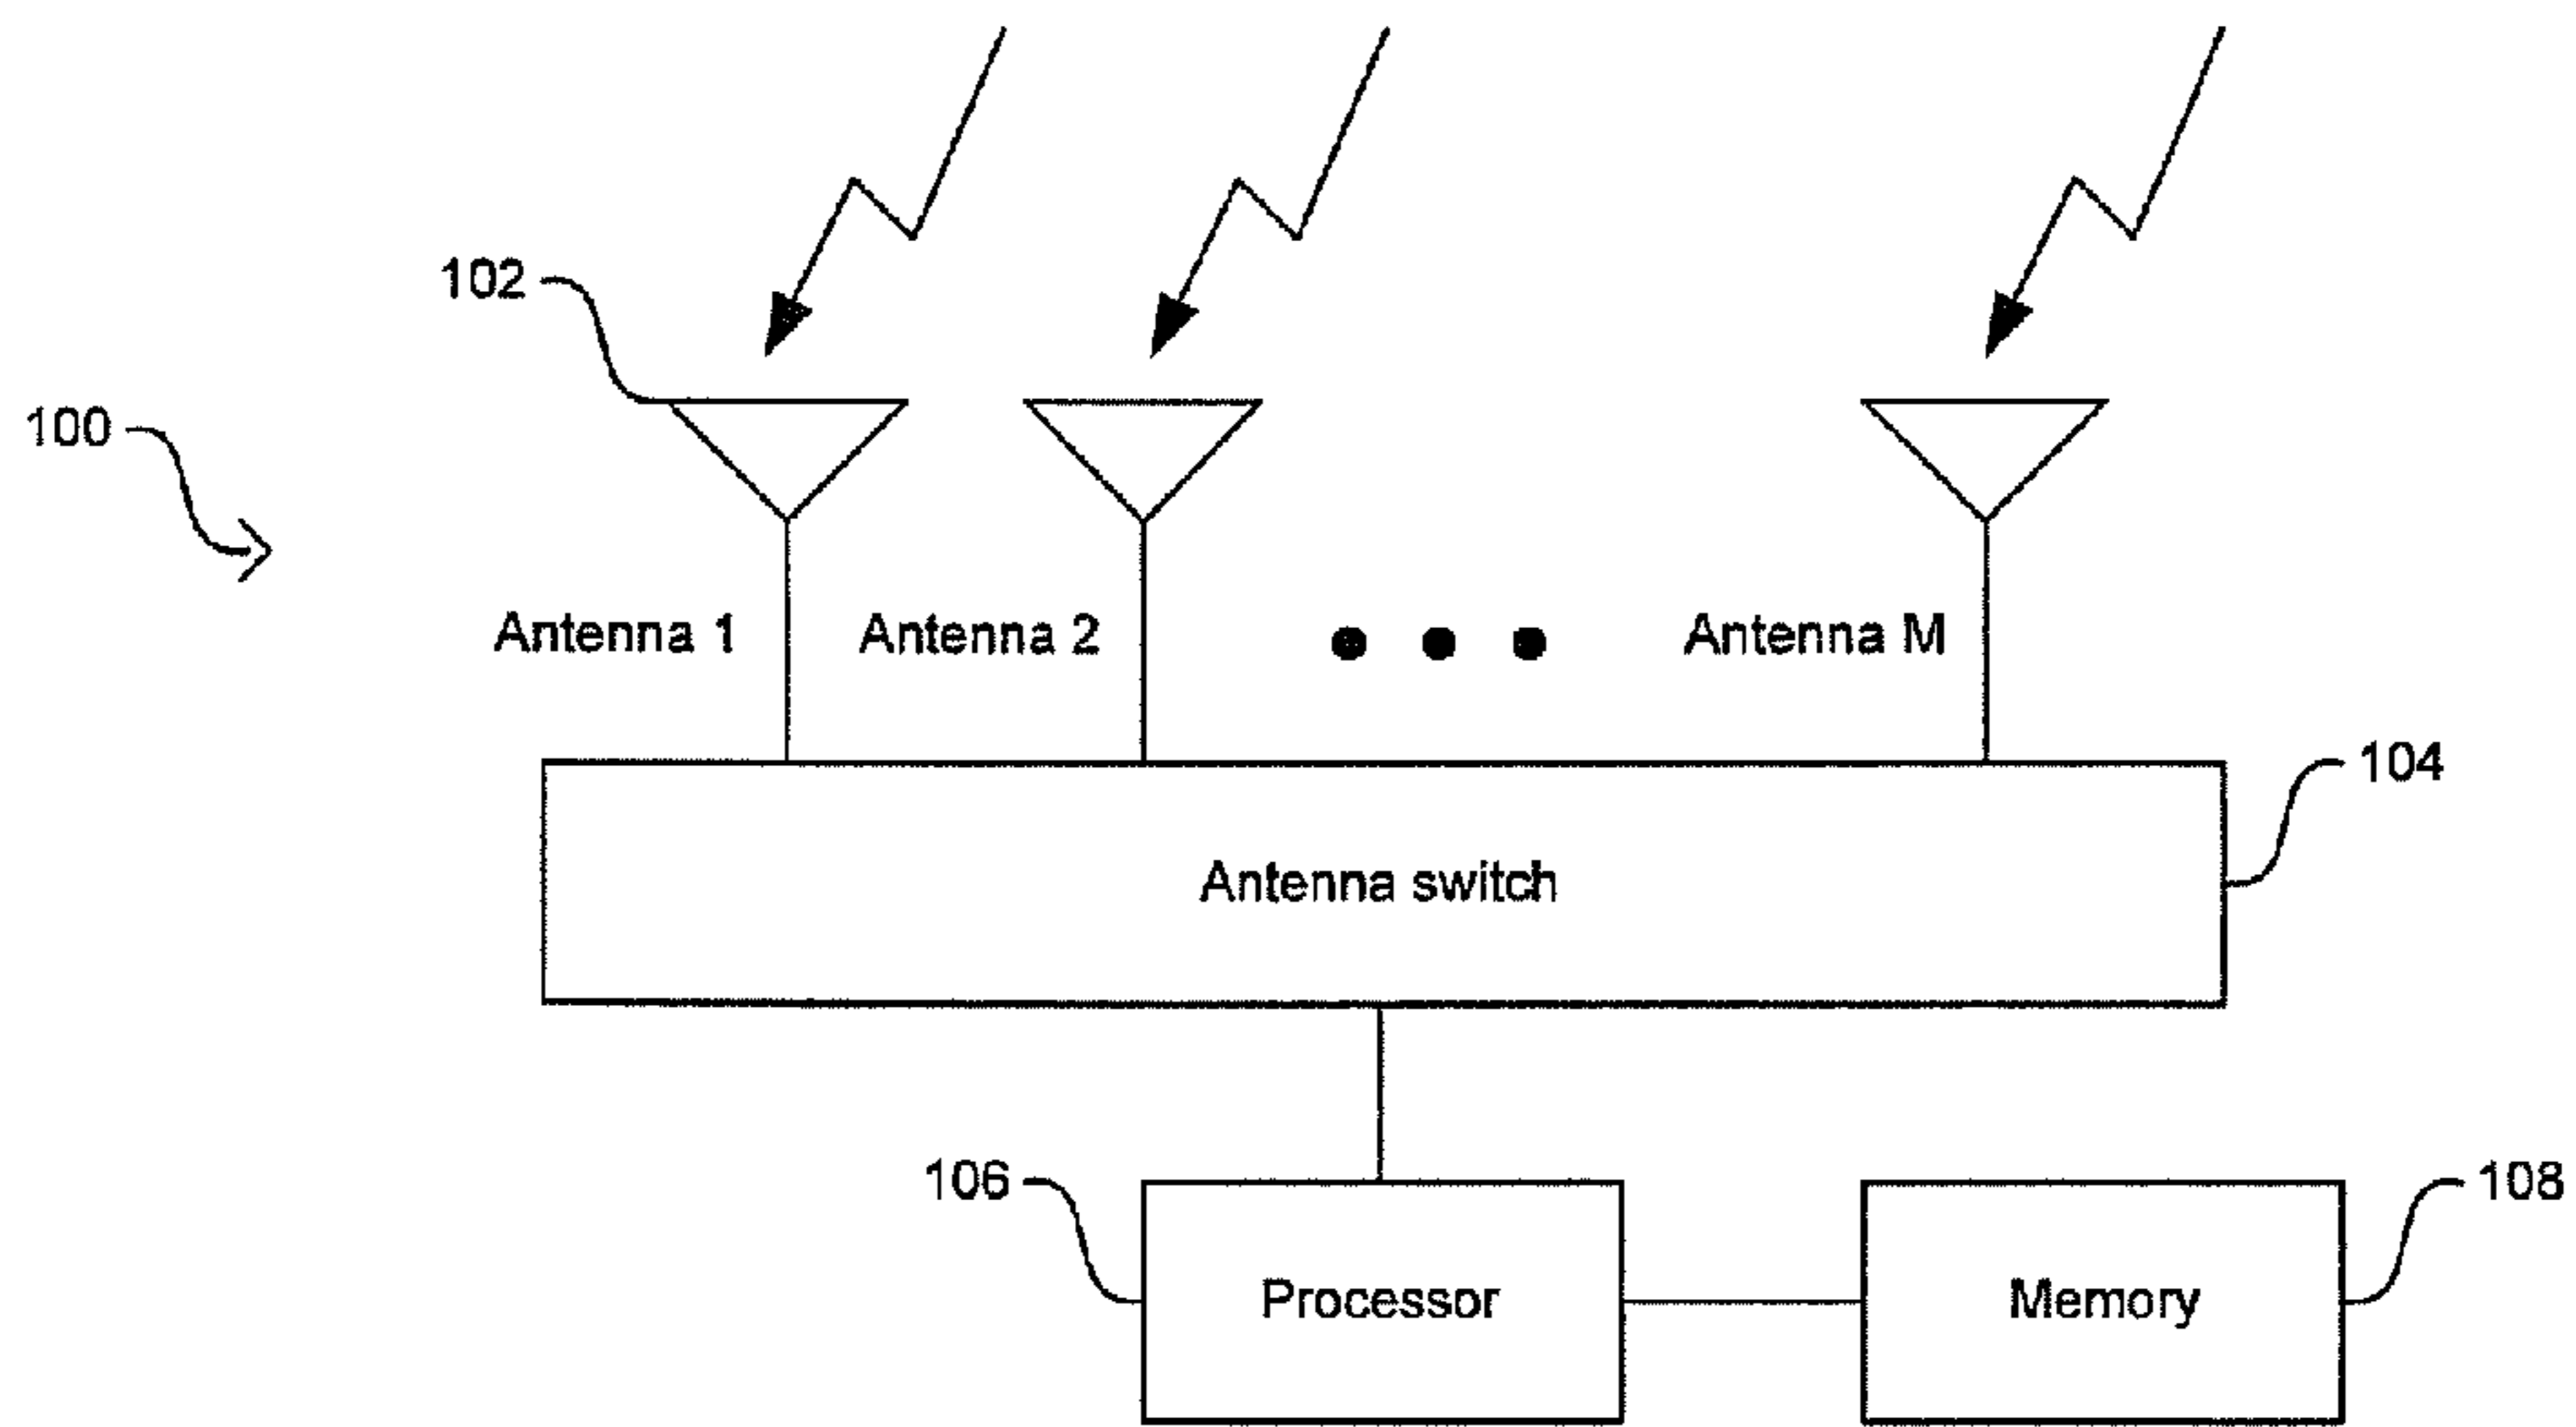 102
100
Antenna 1 Antenna 2 Antenna M
104
Antenna switch
106 108
Processor Memory